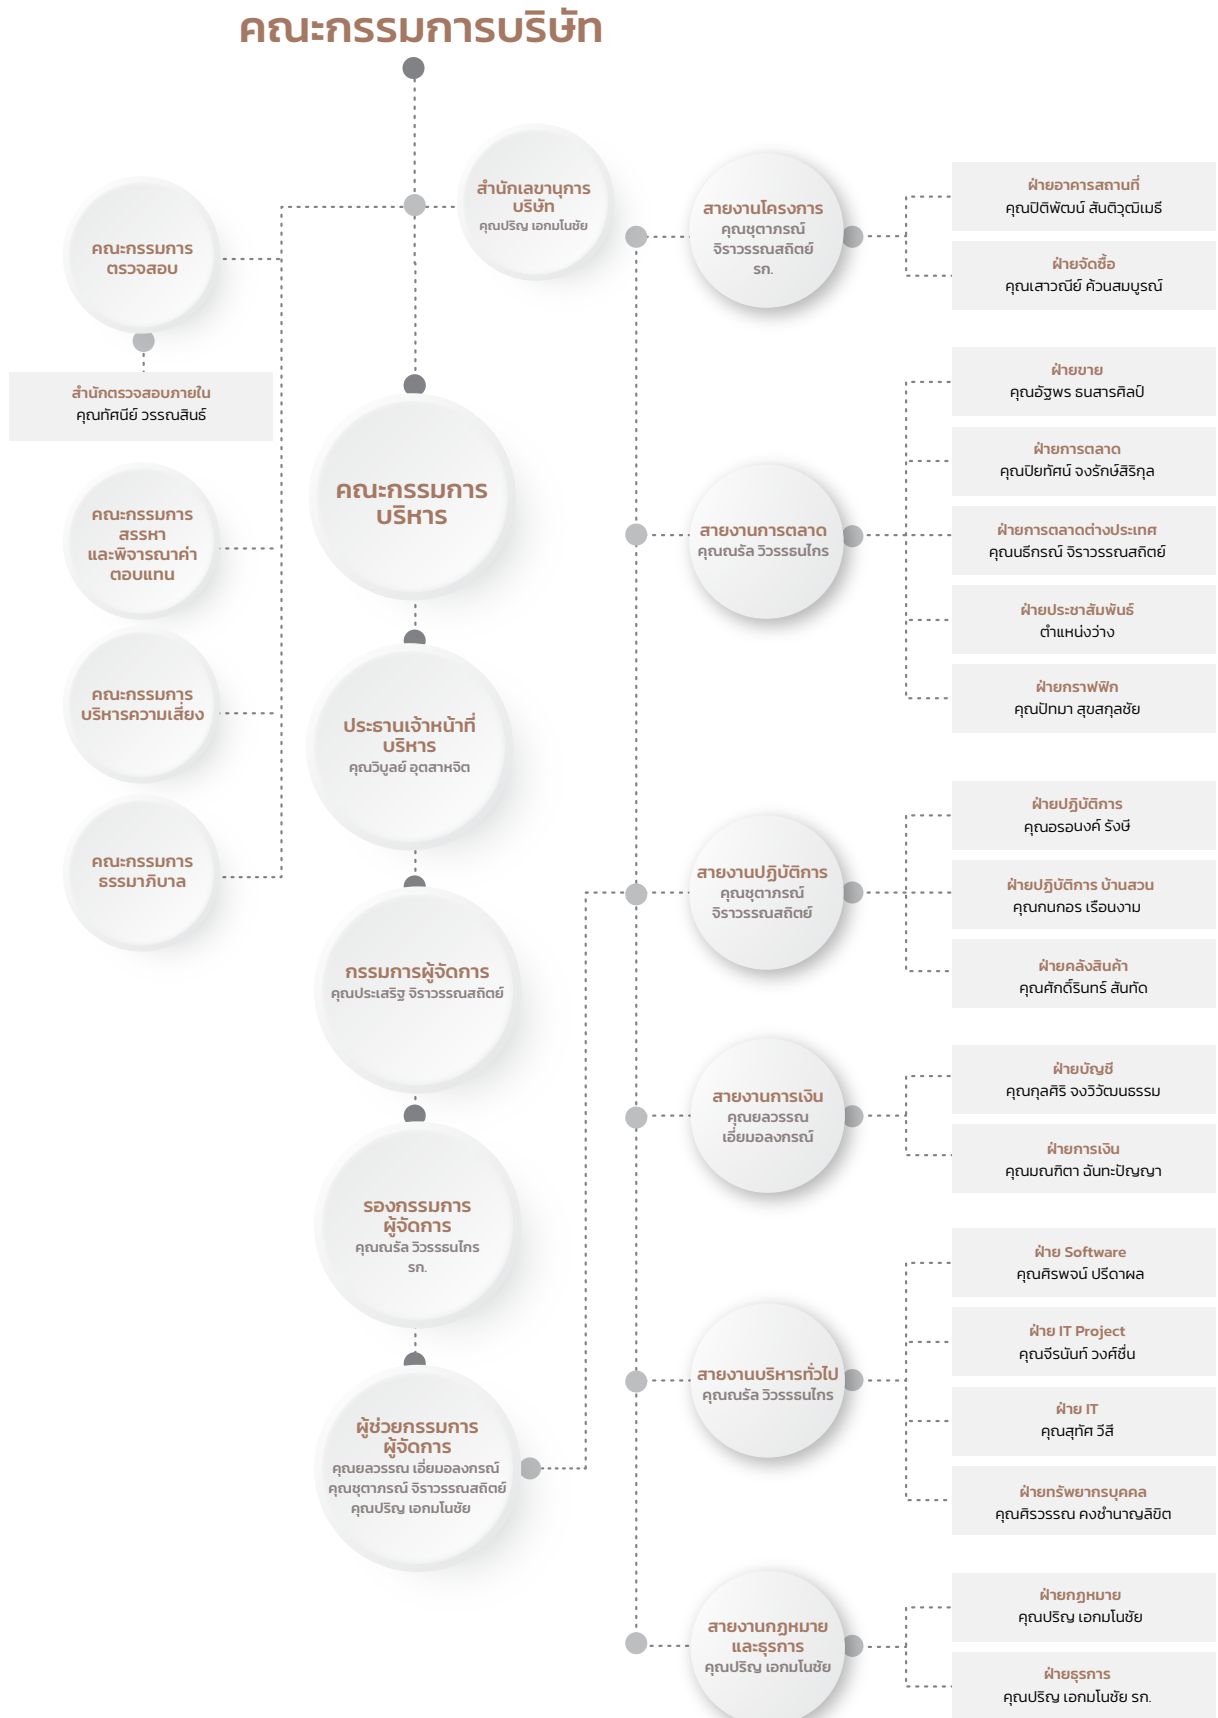 คณะกรรมการบริษัท
สำนักเลขานุการ
บริษัท
คุณปริญ เอกมโนชัย
คณะกรรมการ
ตรวจสอบ
สำนักตรวจสอบภายใน
คุณทัศนีย์ วรรณสินธ์
คณะกรรมการ
สรรหา
และพิจารณาค่า
ตอบแทน
คณะกรรมการ
บริหารความเสี่ยง
คณะกรรมการ
ธรรมาภิบาล
คณะกรรมการ
บริหาร
ประธานเจ้าหน้าที่
บริหาร
คุณวิบูลย์ อุตสาหจิต
กรรมการผู้จัดการ
คุณประเสริฐ จิราวรรณสถิตย์
รองกรรมการ
ผู้จัดการ
คุณณรัล วิวรรธนไกร
รก.
ผู้ช่วยกรรมการ
ผู้จัดการ
คุณยลวรรณ เอี่ยมอลงกรณ์
คุณชุตาภรณ์ จิราวรรณสถิตย์
คุณปริญ เอกมโนชัย
สายงานโครงการ
คุณชุตาภรณ์
จิราวรรณสถิตย์
รก.
ฝ่ายอาคารสถานที่
คุณปิติพัฒน์ สันติวุฒิเมธี
ฝ่ายจัดซื้อ
คุณเสาวณีย์ ค้วนสมบูรณ์
สายงานการตลาด
คุณณรัล วิวรรธนไกร
ฝ่ายขาย
คุณอัฐพร ธนสารศิลป์
ฝ่ายการตลาด
คุณปิยทัศน์ จงรักษ์สิริกุล
ฝ่ายการตลาดต่างประเทศ
คุณนธีกรณ์ จิราวรรณสถิตย์
ฝ่ายประชาสัมพันธ์
ตำแหน่งว่าง
ฝ่ายกราฟฟิก
คุณปัทมา สุขสกุลชัย
สายงานปฏิบัติการ
คุณชุตาภรณ์
จิราวรรณสถิตย์
ฝ่ายปฏิบัติการ
คุณอรอนงค์ รังษี
ฝ่ายปฏิบัติการ บ้านสวน
คุณกนกอร เรือนงาม
ฝ่ายคลังสินค้า
คุณศักดิ์รินทร์ สันทัด
สายงานการเงิน
คุณยลวรรณ
เอี่ยมอลงกรณ์
ฝ่ายบัญชี
คุณกุลศิริ จงวิวัฒนธรรม
ฝ่ายการเงิน
คุณมณฑิตา ฉันทะปัญญา
สายงานบริหารทั่วไป
คุณณรัล วิวรรธนไกร
ฝ่าย Software
คุณศิรพจน์ ปรีดาผล
ฝ่าย IT Project
คุณจีรนันท์ วงศ์ชื่น
ฝ่าย IT
คุณสุทัศ วีสี
ฝ่ายทรัพยากรบุคคล
คุณศิรวรรณ คงชำนาญลิขิต
สายงานกฎหมาย
และธุรการ
คุณปริญ เอกมโนชัย
ฝ่ายกฎหมาย
คุณปริญ เอกมโนชัย
ฝ่ายธุรการ
คุณปริญ เอกมโนชัย รก.